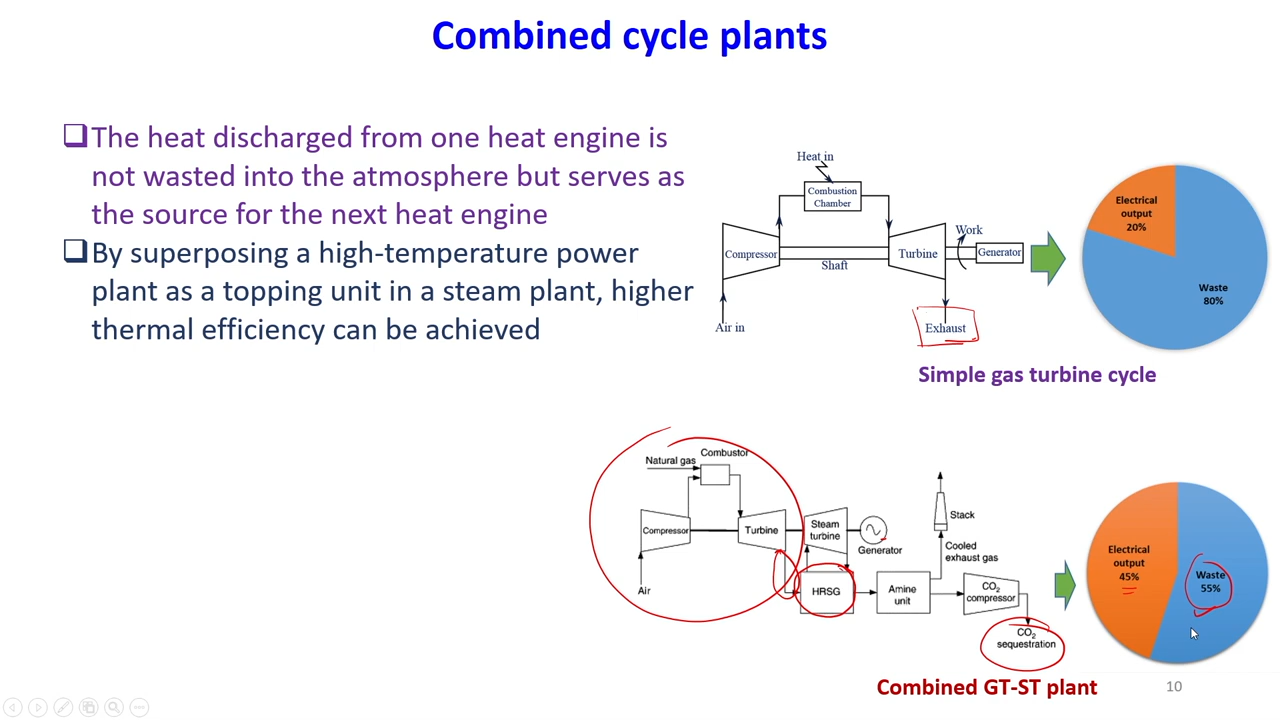 Combined cycle plants
The heat discharged from one heat engine is
not wasted into the atmosphere but serves as
the source for the next heat engine
By superposing a high-temperature power
plant as a topping unit in a steam plant, higher
thermal efficiency can be achieved
Heat in
Combustion
Chamber
Compressor
Shaft
Turbine
Work
Generator
Air in
Exhaust
Electrical
output
20%
Waste
80%
Simple gas turbine cycle
Natural gas
Combustor
Compressor
Turbine
Steam
turbine
Generator
Air
HRSG
Amine
unit
Stack
Cooled
exhaust gas
CO₂
compressor
CO₂
sequestration
Electrical
output
45%
Waste
55%
Combined GT-ST plant
10